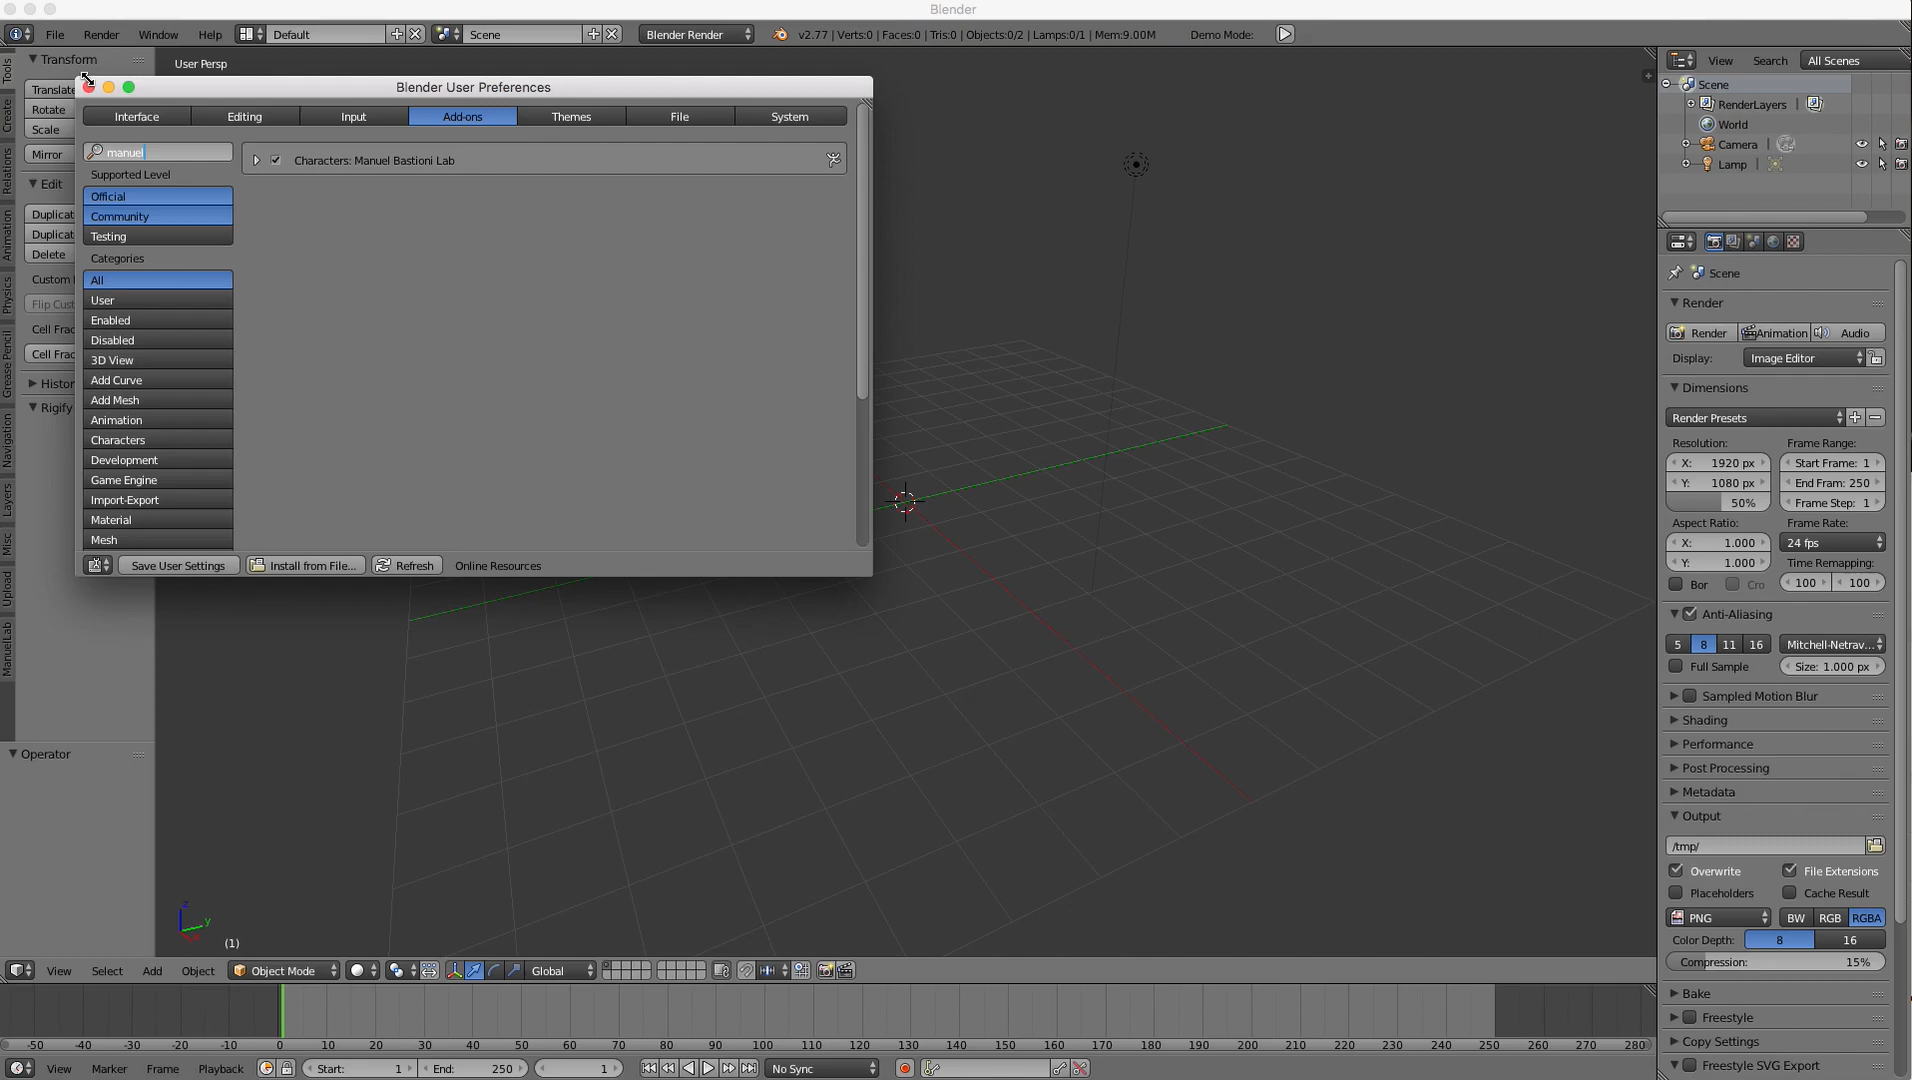 Blender
File Render Window Help Default Scene Blender Render v2.77 | Verts:0 | Faces:0 | Tris:0 | Objects:0/2 | Lamps:0/1 | Mem:9.00M Demo Mode:
Tools
Create
Relations
Animation
Physics
Grease Pencil
Navigation
Layers
Misc
Upload
ManuelLab
Transform
Translate
Rotate
Scale
Mirror
Edit
Duplicat
Duplicat
Delete
Custom
Flip Cust
Cell Frac
Cell Frac
Histor
Rigify
Operator
User Persp
Blender User Preferences
Interface Editing Input Add-ons Themes File System
manuel
Characters: Manuel Bastioni Lab
Supported Level
Official
Community
Testing
Categories
All
User
Enabled
Disabled
3D View
Add Curve
Add Mesh
Animation
Characters
Development
Game Engine
Import-Export
Material
Mesh
Save User Settings Install from File... Refresh Online Resources
z
y
(1)
View Search All Scenes
Scene
RenderLayers
World
Camera
Lamp
Scene
Render
Render Animation Audio
Display: Image Editor
Dimensions
Render Presets
Resolution: Frame Range:
X: 1920 px Start Frame: 1
Y: 1080 px End Fram: 250
50% Frame Step: 1
Aspect Ratio: Frame Rate:
X: 1.000 24 fps
Y: 1.000 Time Remapping:
Bor Cro 100 100
Anti-Aliasing
5 8 11 16 Mitchell-Netrav...
Full Sample Size: 1.000 px
Sampled Motion Blur
Shading
Performance
Post Processing
Metadata
Output
/tmp/
Overwrite File Extensions
Placeholders Cache Result
PNG BW RGB RGBA
Color Depth: 8 16
Compression: 15%
Bake
Freestyle
Copy Settings
Freestyle SVG Export
View Select Add Object Object Mode Global
-50 -40 -30 -20 -10 0 10 20 30 40 50 60 70 80 90 100 110 120 130 140 150 160 170 180 190 200 210 220 230 240 250 260 270 280
View Marker Frame Playback Start: 1 End: 250 1 No Sync